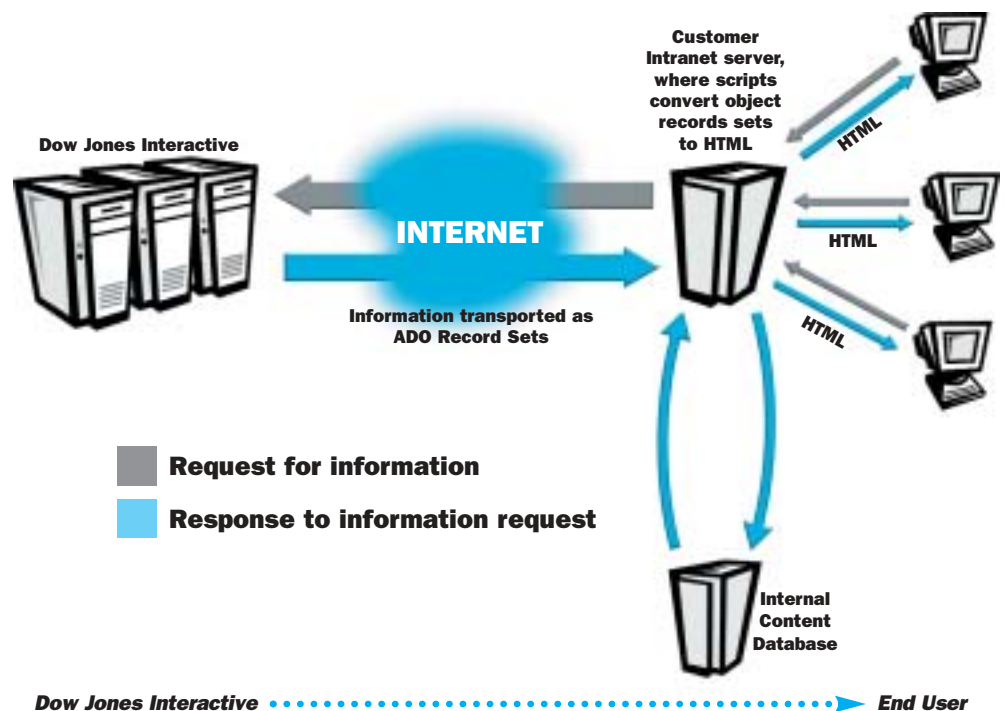 Customer
Intranet server,
where scripts
convert object
records sets
to HTML
Dow Jones Interactive
HTML
INTERNET
HTML
Information transported as
ADO Record Sets
HTML
Request for information
Response to information request
Internal
Content
Database
Dow Jones Interactive
End User